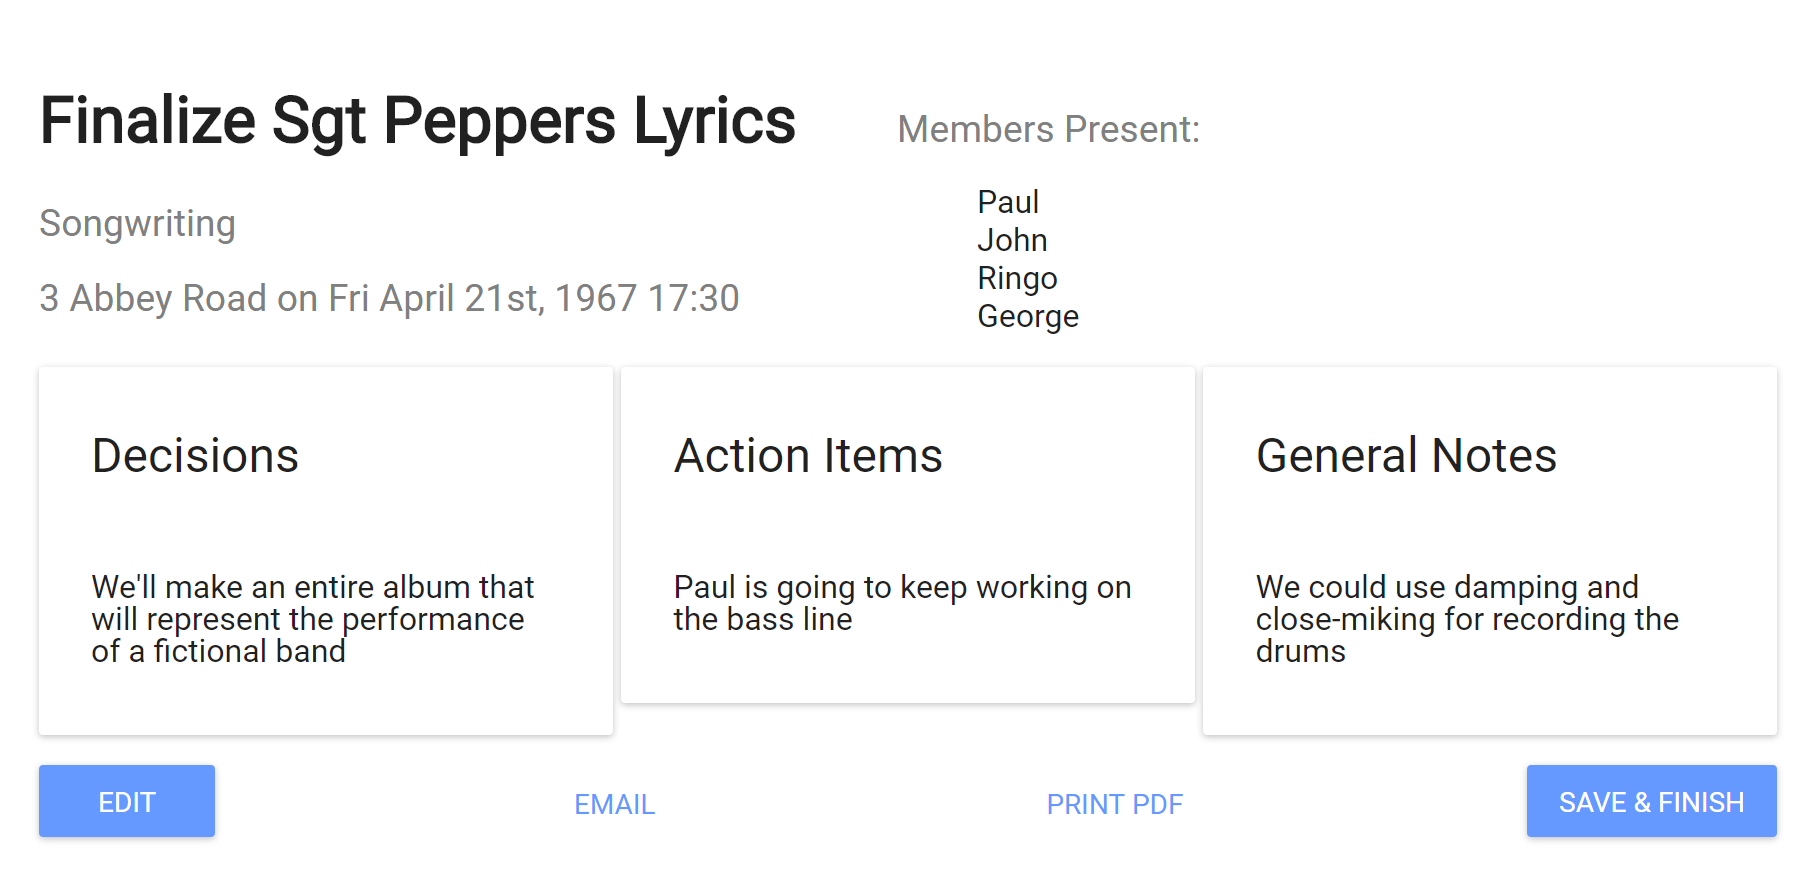 Finalize Sgt Peppers Lyrics
Songwriting
3 Abbey Road on Fri April 21st, 1967 17:30
Members Present:
Paul
John
Ringo
George
Decisions
We'll make an entire album that
will represent the performance
of a fictional band
Action Items
Paul is going to keep working on
the bass line
General Notes
We could use damping and
close-miking for recording the
drums
EDIT
EMAIL
PRINT PDF
SAVE & FINISH